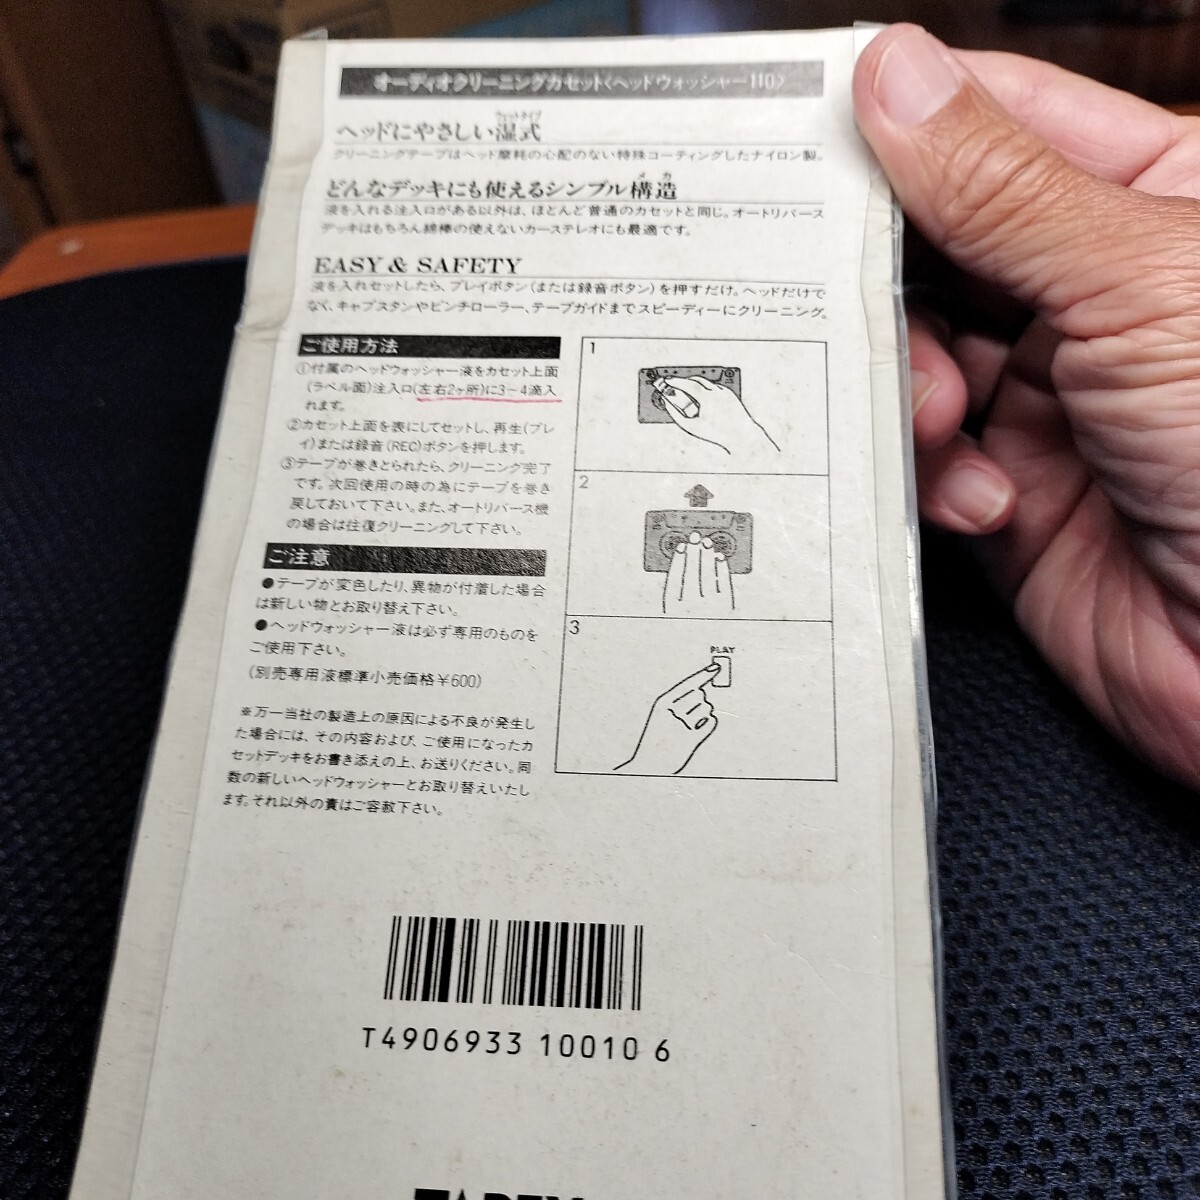 オーディオクリーニングカセット〈ヘッドウォッシャー110〉
ウェットタイプ
ヘッドにやさしい湿式
クリーニングテープはヘッド摩耗の心配のない特殊コーティングしたナイロン製。
メカ
どんなデッキにも使えるシンプル構造
液を入れる注入口がある以外は、ほとんど普通のカセットと同じ。オートリバース
デッキはもちろん綿棒の使えないカーステレオにも最適です。
EASY & SAFETY
液を入れセットしたら、プレイボタン(または録音ボタン)を押すだけ。ヘッドだけで
なく、キャプスタンやピンチローラー、テープガイドまでスピーディーにクリーニング。
ご使用方法
①付属のヘッドウォッシャー液をカセット上面
(ラベル面)注入口(左右2ヶ所)に3〜4滴入
れます。
②カセット上面を表にしてセットし、再生(プレ
イ)または録音(REC)ボタンを押します。
③テープが巻きとられたら、クリーニング完了
です。次回使用の時の為にテープを巻き
戻しておいて下さい。また、オートリバース機
の場合は往復クリーニングして下さい。
ご注意
●テープが変色したり、異物が付着した場合
は新しい物とお取り替え下さい。
●ヘッドウォッシャー液は必ず専用のものを
ご使用下さい。
(別売専用液標準小売価格¥600)
※万一当社の製造上の原因による不良が発生し
た場合には、その内容および、ご使用になったカ
セットデッキをお書き添えの上、お送りください。同
数の新しいヘッドウォッシャーとお取り替えいたし
ます。それ以外の責はご容赦下さい。
1
2
3
PLAY
T4906933 10010 6